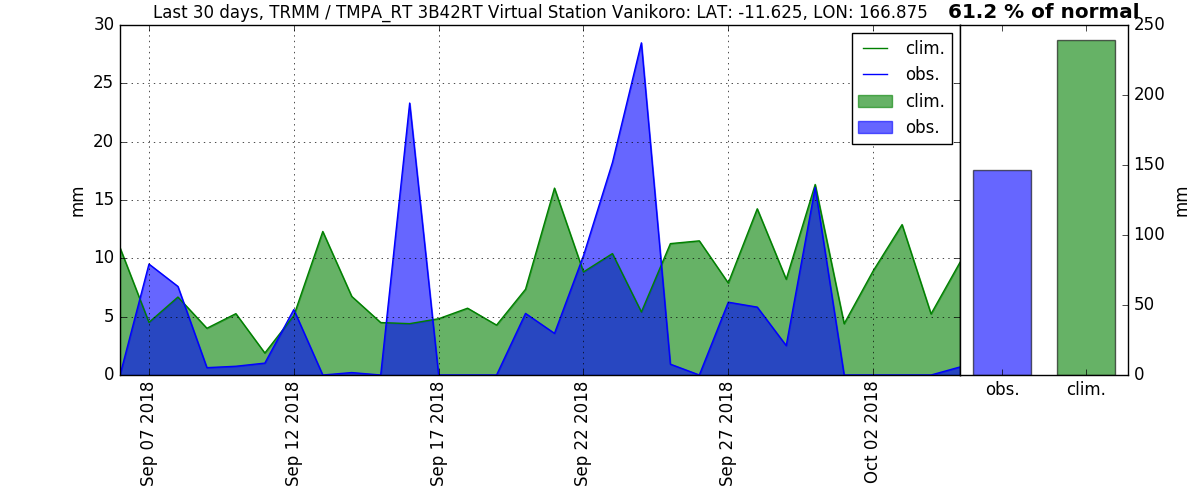 Last 30 days, TRMM / TMPA_RT 3B42RT Virtual Station Vanikoro: LAT: -11.625, LON: 166.875
61.2 % of normal
30
25
20
15
10
5
0
mm
clim.
obs.
clim.
obs.
Sep 07 2018
Sep 12 2018
Sep 17 2018
Sep 22 2018
Sep 27 2018
Oct 02 2018
250
200
150
100
50
0
mm
obs.
clim.